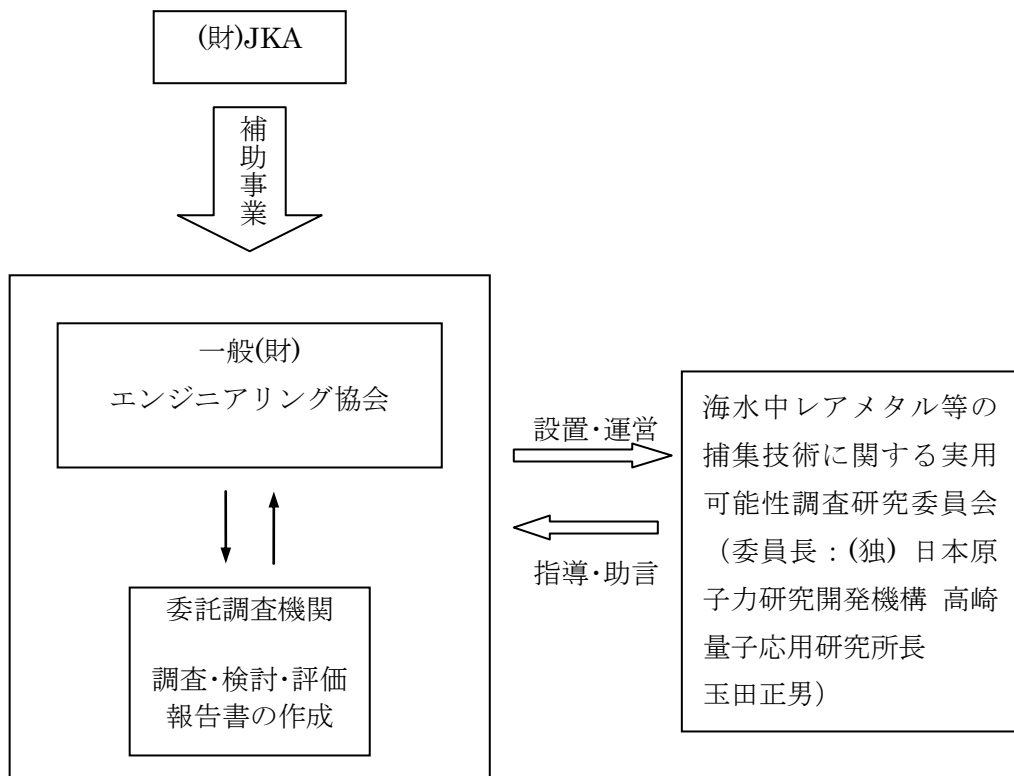 (財)JKA
補助事業
一般(財)
エンジニアリング協会
設置・運営
指導・助言
委託調査機関
調査・検討・評価
報告書の作成
海水中レアメタル等の
捕集技術に関する実用
可能性調査研究委員会
(委員長:(独) 日本原
子力研究開発機構 高崎
量子応用研究所長
玉田正男)